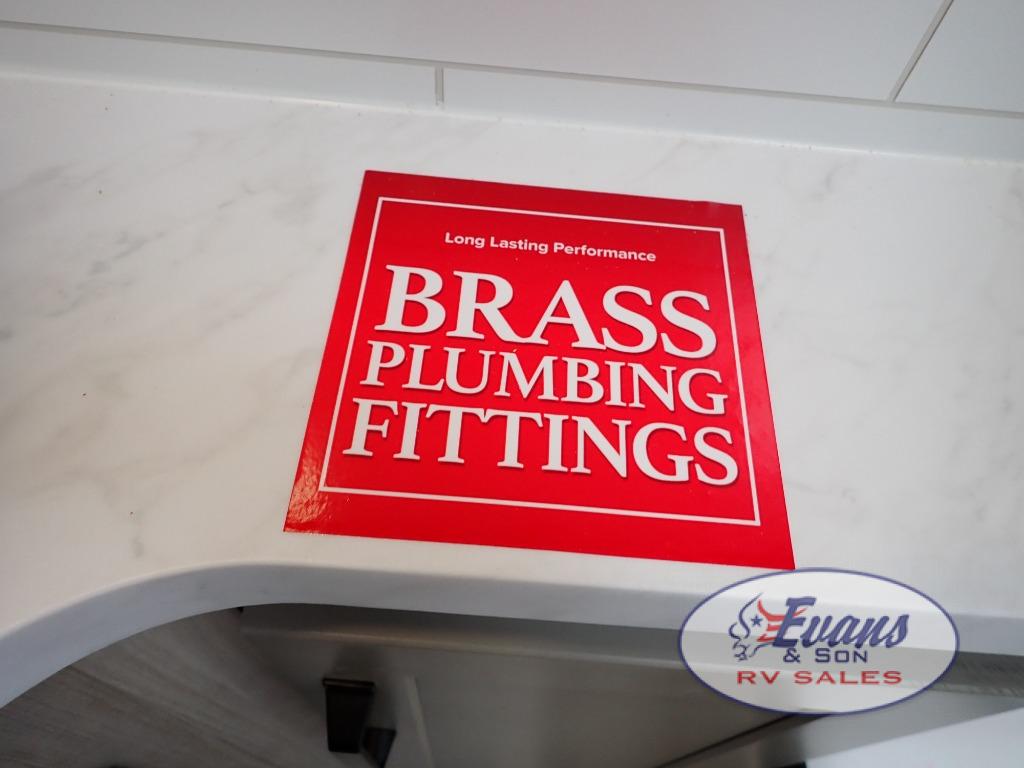 Long Lasting Performance
BRASS
PLUMBING
FITTINGS
Evans
& SON
RV SALES